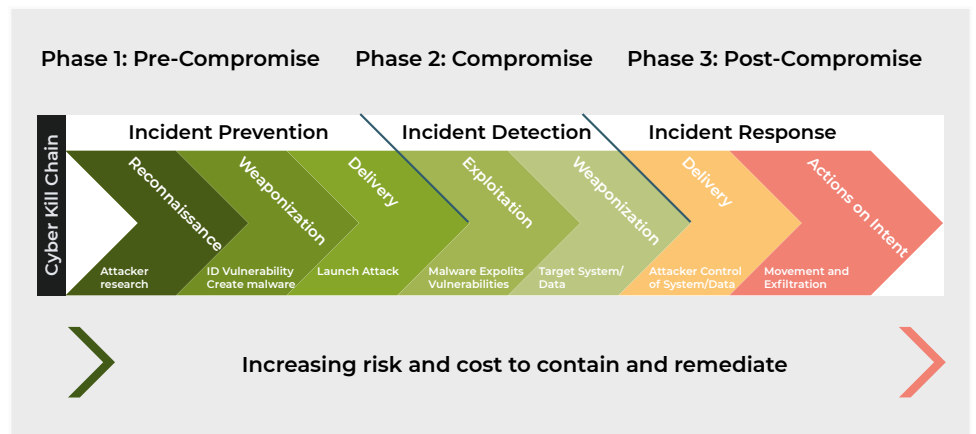 Phase 1: Pre-Compromise
Phase 2: Compromise
Phase 3: Post-Compromise
Cyber Kill Chain
Incident Prevention
Incident Detection
Incident Response
Reconnaissance
Weaponization
Delivery
Exploitation
Weaponization
Delivery
Actions on Intent
Attacker
research
ID Vulnerability
Create malware
Launch Attack
Malware Expolits
Vulnerabilities
Target System/
Data
Attacker Control
of System/Data
Movement and
Exfiltration
Increasing risk and cost to contain and remediate